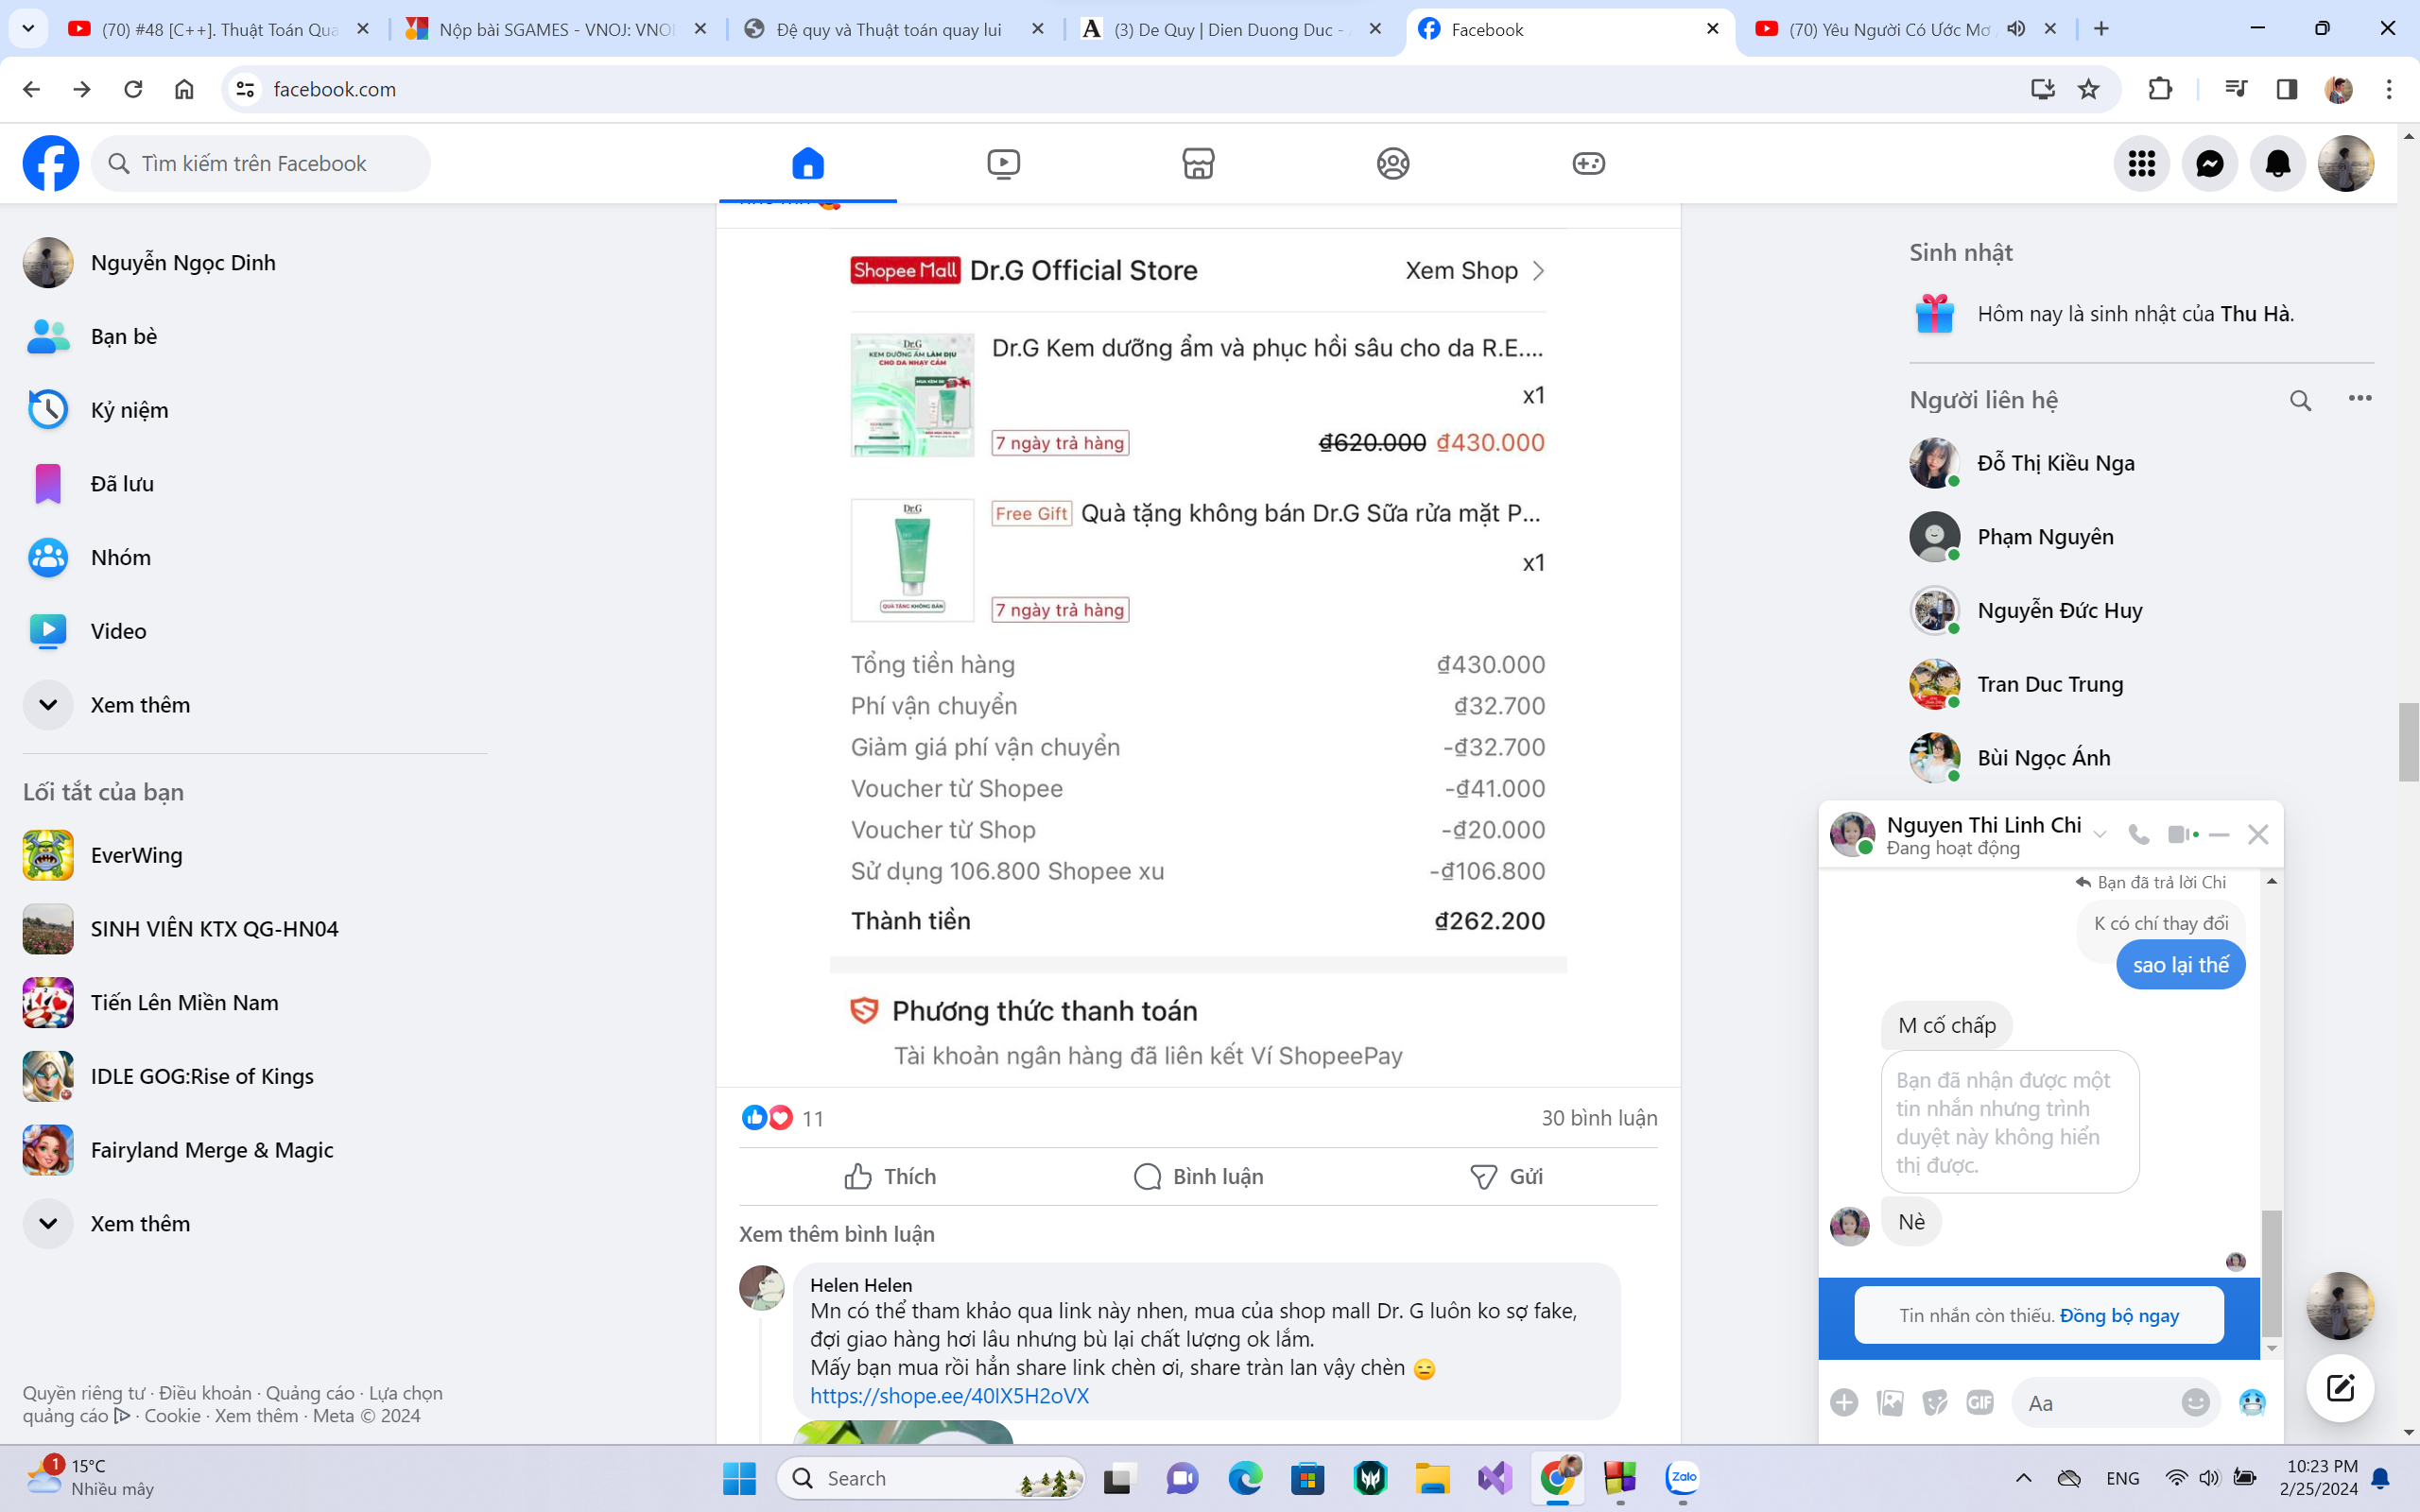 (70) #48 [C++]. Thuật Toán Qua
Nộp bài SGAMES - VNOJ: VNOI
Đệ quy và Thuật toán quay lui
(3) De Quy | Dien Duong Duc -
Facebook
(70) Yêu Người Có Ước Mơ
facebook.com
Tìm kiếm trên Facebook
Nguyễn Ngọc Dinh
Bạn bè
Kỷ niệm
Đã lưu
Nhóm
Video
Xem thêm
Lối tắt của bạn
EverWing
SINH VIÊN KTX QG-HN04
Tiến Lên Miền Nam
IDLE GOG:Rise of Kings
Fairyland Merge & Magic
Xem thêm
Quyền riêng tư · Điều khoản · Quảng cáo · Lựa chọn
quảng cáo · Cookie · Xem thêm · Meta © 2024
Shopee Mall Dr.G Official Store
Xem Shop
Dr.G
KEM DƯỠNG ẨM LÀM DỊU
CHO DA NHẠY CẢM
Dr.G Kem dưỡng ẩm và phục hồi sâu cho da R.E....
x1
7 ngày trả hàng
₫620.000 ₫430.000
Dr.G
QUÀ TẶNG KHÔNG BÁN
Free Gift Quà tặng không bán Dr.G Sữa rửa mặt P...
x1
7 ngày trả hàng
Tổng tiền hàng ₫430.000
Phí vận chuyển ₫32.700
Giảm giá phí vận chuyển -₫32.700
Voucher từ Shopee -₫41.000
Voucher từ Shop -₫20.000
Sử dụng 106.800 Shopee xu -₫106.800
Thành tiền ₫262.200
Phương thức thanh toán
Tài khoản ngân hàng đã liên kết Ví ShopeePay
11
30 bình luận
Thích
Bình luận
Gửi
Xem thêm bình luận
Helen Helen
Mn có thể tham khảo qua link này nhen, mua của shop mall Dr. G luôn ko sợ fake,
đợi giao hàng hơi lâu nhưng bù lại chất lượng ok lắm.
Mấy bạn mua rồi hẳn share link chèn ơi, share tràn lan vậy chèn 😑
https://shope.ee/40IX5H2oVX
Sinh nhật
Hôm nay là sinh nhật của Thu Hà.
Người liên hệ
Đỗ Thị Kiều Nga
Phạm Nguyên
Nguyễn Đức Huy
Tran Duc Trung
Bùi Ngọc Ánh
Nguyen Thi Linh Chi
Đang hoạt động
Bạn đã trả lời Chi
K có chí thay đổi
sao lại thế
M cố chấp
Bạn đã nhận được một
tin nhắn nhưng trình
duyệt này không hiển
thị được.
Nè
Tin nhắn còn thiếu. Đồng bộ ngay
GIF
Aa
1
15°C
Nhiều mây
Search
Zalo
ENG
10:23 PM
2/25/2024